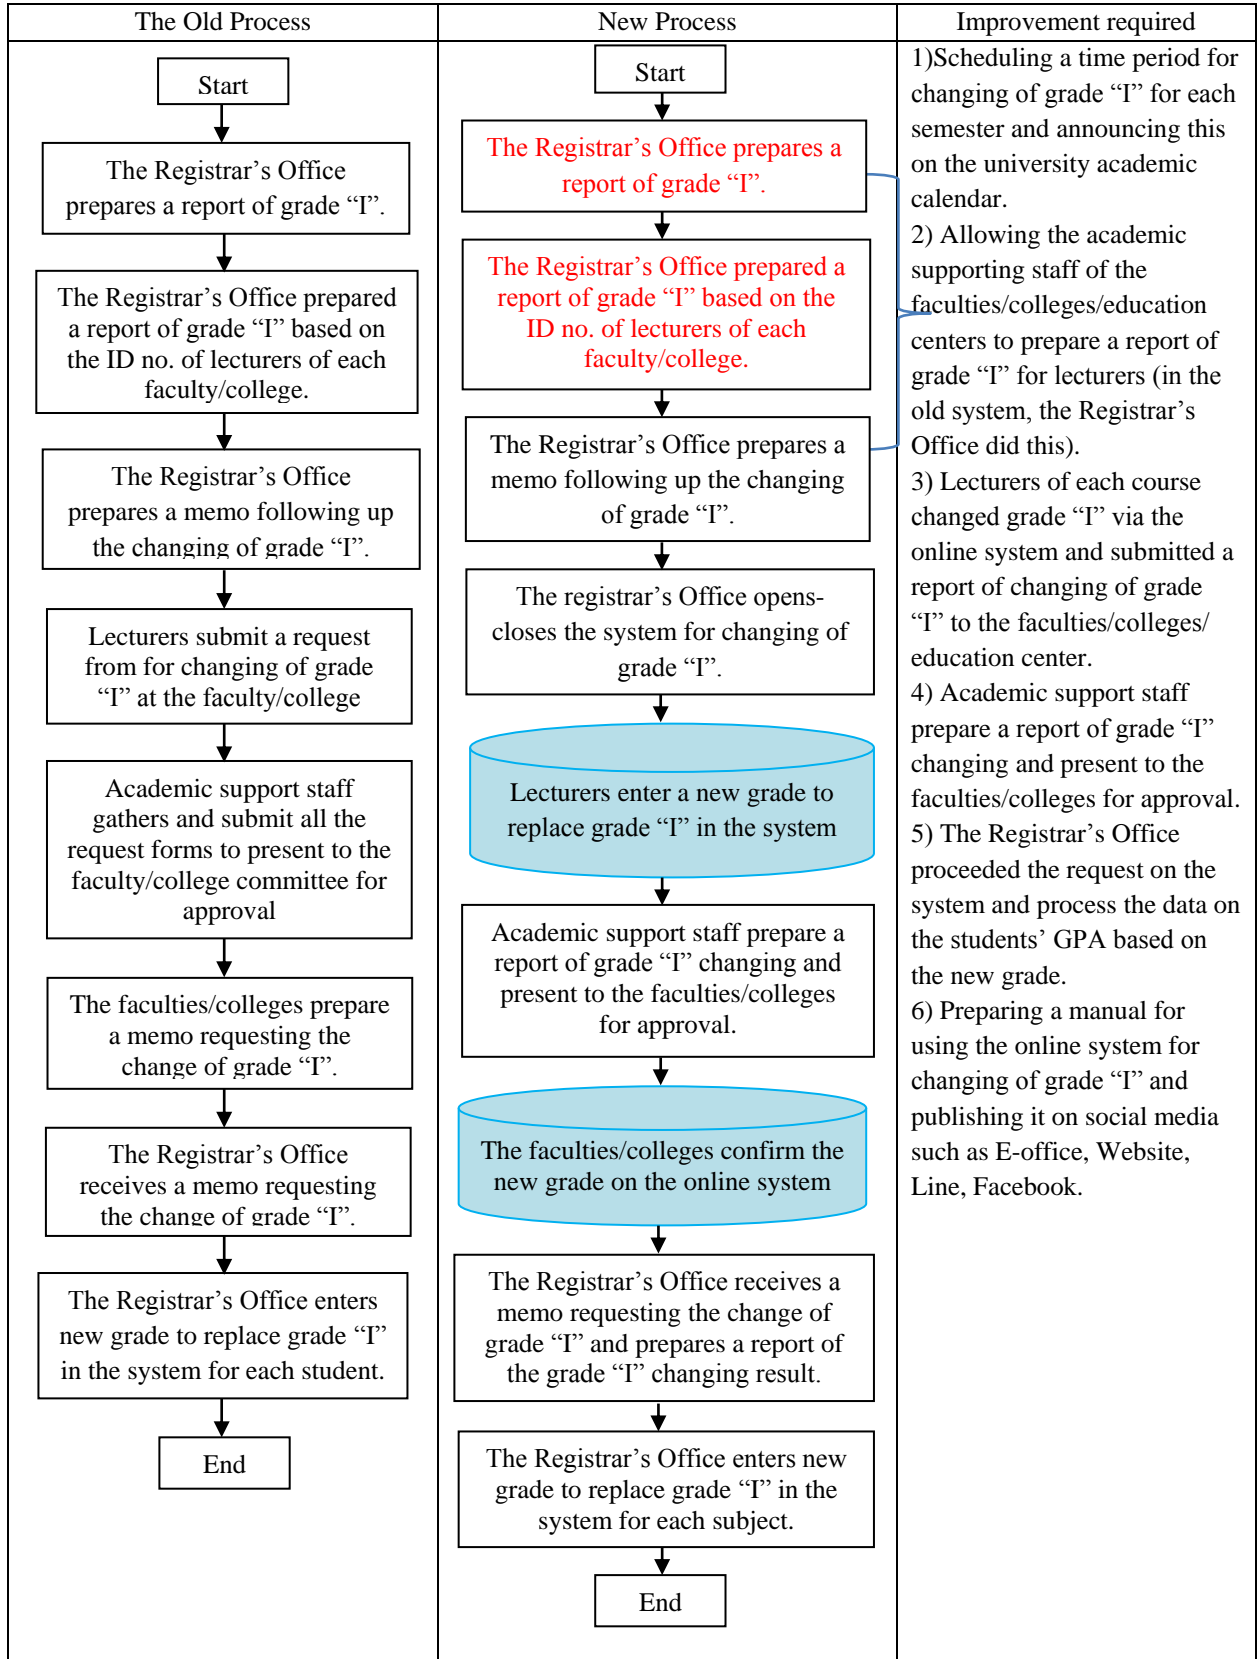 The Old Process
Start
The Registrar’s Office
prepares a report of grade “I”.
The Registrar’s Office prepared
a report of grade “I” based on
the ID no. of lecturers of each
faculty/college.
The Registrar’s Office
prepares a memo following up
the changing of grade “I”.
Lecturers submit a request
from for changing of grade
“I” at the faculty/college
Academic support staff
gathers and submit all the
request forms to present to the
faculty/college committee for
approval
The faculties/colleges prepare
a memo requesting the
change of grade “I”.
The Registrar’s Office
receives a memo requesting
the change of grade “I”.
The Registrar’s Office enters
new grade to replace grade “I”
in the system for each student.
End
New Process
Start
The Registrar’s Office prepares a
report of grade “I”.
The Registrar’s Office prepared a
report of grade “I” based on the
ID no. of lecturers of each
faculty/college.
The Registrar’s Office prepares a
memo following up the changing
of grade “I”.
The registrar’s Office opens-
closes the system for changing of
grade “I”.
Lecturers enter a new grade to
replace grade “I” in the system
Academic support staff prepare a
report of grade “I” changing and
present to the faculties/colleges
for approval.
The faculties/colleges confirm the
new grade on the online system
The Registrar’s Office receives a
memo requesting the change of
grade “I” and prepares a report of
the grade “I” changing result.
The Registrar’s Office enters new
grade to replace grade “I” in the
system for each subject.
End
Improvement required
1)Scheduling a time period for
changing of grade “I” for each
semester and announcing this
on the university academic
calendar.
2) Allowing the academic
supporting staff of the
faculties/colleges/education
centers to prepare a report of
grade “I” for lecturers (in the
old system, the Registrar’s
Office did this).
3) Lecturers of each course
changed grade “I” via the
online system and submitted a
report of changing of grade
“I” to the faculties/colleges/
education center.
4) Academic support staff
prepare a report of grade “I”
changing and present to the
faculties/colleges for approval.
5) The Registrar’s Office
proceeded the request on the
system and process the data on
the students’ GPA based on
the new grade.
6) Preparing a manual for
using the online system for
changing of grade “I” and
publishing it on social media
such as E-office, Website,
Line, Facebook.